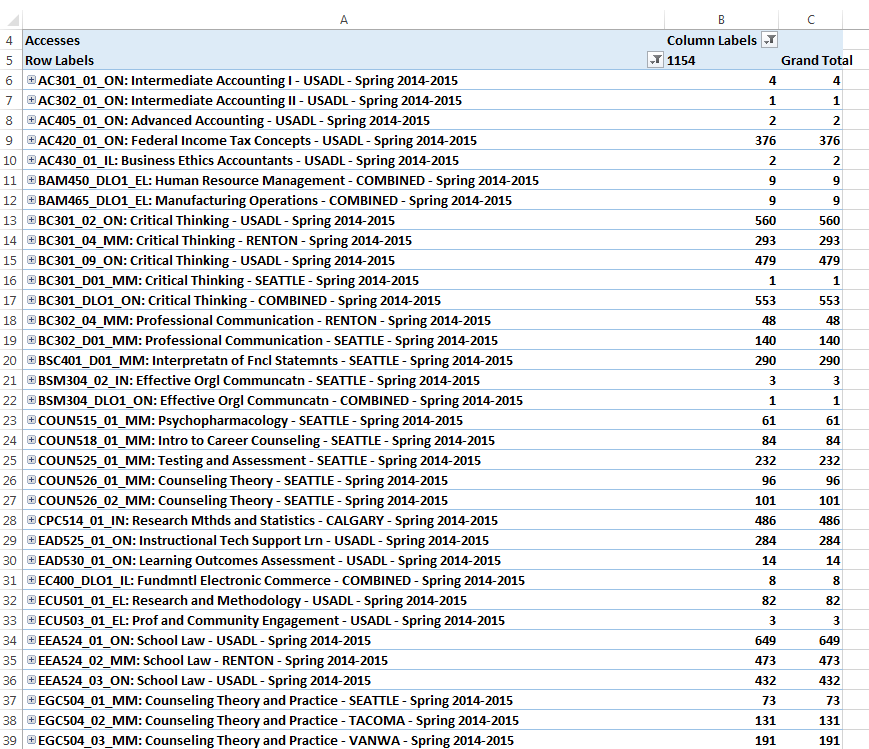 A B C
4 Accesses Column Labels
5 Row Labels 1154 Grand Total
6 AC301_01_ON: Intermediate Accounting I - USADL - Spring 2014-2015 4 4
7 AC302_01_ON: Intermediate Accounting II - USADL - Spring 2014-2015 1 1
8 AC405_01_ON: Advanced Accounting - USADL - Spring 2014-2015 2 2
9 AC420_01_ON: Federal Income Tax Concepts - USADL - Spring 2014-2015 376 376
10 AC430_01_IL: Business Ethics Accountants - USADL - Spring 2014-2015 2 2
11 BAM450_DLO1_EL: Human Resource Management - COMBINED - Spring 2014-2015 9 9
12 BAM465_DLO1_EL: Manufacturing Operations - COMBINED - Spring 2014-2015 9 9
13 BC301_02_ON: Critical Thinking - USADL - Spring 2014-2015 560 560
14 BC301_04_MM: Critical Thinking - RENTON - Spring 2014-2015 293 293
15 BC301_09_ON: Critical Thinking - USADL - Spring 2014-2015 479 479
16 BC301_D01_MM: Critical Thinking - SEATTLE - Spring 2014-2015 1 1
17 BC301_DLO1_ON: Critical Thinking - COMBINED - Spring 2014-2015 553 553
18 BC302_04_MM: Professional Communication - RENTON - Spring 2014-2015 48 48
19 BC302_D01_MM: Professional Communication - SEATTLE - Spring 2014-2015 140 140
20 BSC401_D01_MM: Interpretatn of Fncl Statemnts - SEATTLE - Spring 2014-2015 290 290
21 BSM304_02_IN: Effective Orgl Communcatn - SEATTLE - Spring 2014-2015 3 3
22 BSM304_DLO1_ON: Effective Orgl Communcatn - COMBINED - Spring 2014-2015 1 1
23 COUN515_01_MM: Psychopharmacology - SEATTLE - Spring 2014-2015 61 61
24 COUN518_01_MM: Intro to Career Counseling - SEATTLE - Spring 2014-2015 84 84
25 COUN525_01_MM: Testing and Assessment - SEATTLE - Spring 2014-2015 232 232
26 COUN526_01_MM: Counseling Theory - SEATTLE - Spring 2014-2015 96 96
27 COUN526_02_MM: Counseling Theory - SEATTLE - Spring 2014-2015 101 101
28 CPC514_01_IN: Research Mthds and Statistics - CALGARY - Spring 2014-2015 486 486
29 EAD525_01_ON: Instructional Tech Support Lrn - USADL - Spring 2014-2015 284 284
30 EAD530_01_ON: Learning Outcomes Assessment - USADL - Spring 2014-2015 14 14
31 EC400_DLO1_IL: Fundmntl Electronic Commerce - COMBINED - Spring 2014-2015 8 8
32 ECU501_01_EL: Research and Methodology - USADL - Spring 2014-2015 82 82
33 ECU503_01_EL: Prof and Community Engagement - USADL - Spring 2014-2015 3 3
34 EEA524_01_ON: School Law - USADL - Spring 2014-2015 649 649
35 EEA524_02_MM: School Law - RENTON - Spring 2014-2015 473 473
36 EEA524_03_ON: School Law - USADL - Spring 2014-2015 432 432
37 EGC504_01_MM: Counseling Theory and Practice - SEATTLE - Spring 2014-2015 73 73
38 EGC504_02_MM: Counseling Theory and Practice - TACOMA - Spring 2014-2015 131 131
39 EGC504_03_MM: Counseling Theory and Practice - VANWA - Spring 2014-2015 191 191